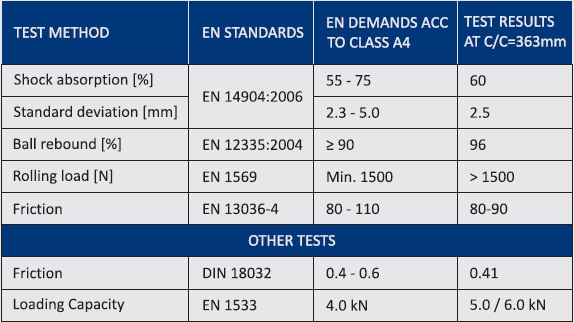 TEST METHOD EN STANDARDS EN DEMANDS ACC TO CLASS A4 TEST RESULTS AT C/C=363mm
Shock absorption [%] EN 14904:2006 55 - 75 60
Standard deviation [mm] 2.3 - 5.0 2.5
Ball rebound [%] EN 12335:2004 ≥ 90 96
Rolling load [N] EN 1569 Min. 1500 > 1500
Friction EN 13036-4 80 - 110 80-90
OTHER TESTS
Friction DIN 18032 0.4 - 0.6 0.41
Loading Capacity EN 1533 4.0 kN 5.0 / 6.0 kN